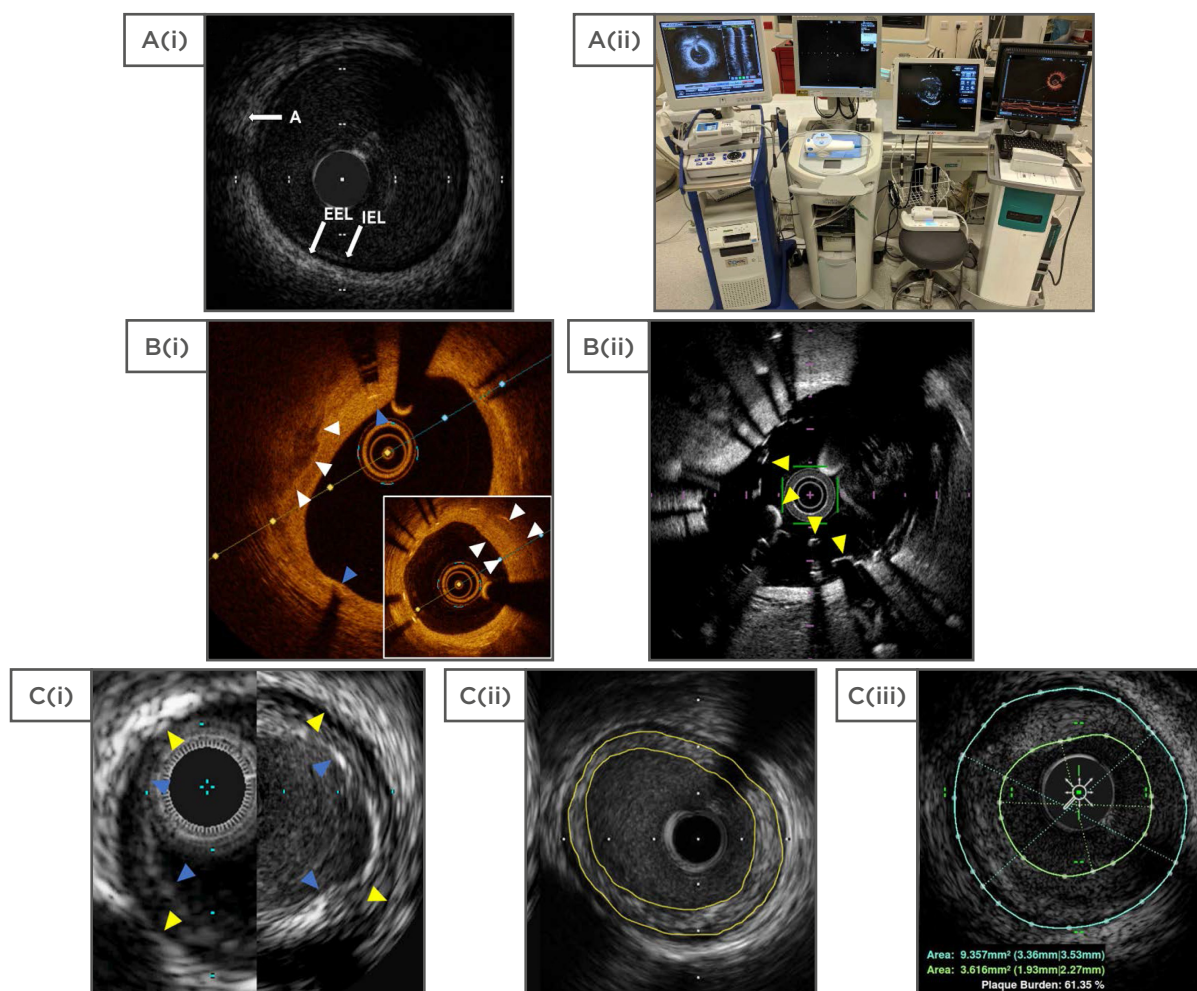 A(i)
A(ii)
A
EEL IEL
B(i)
B(ii)
C(i)
C(ii)
C(iii)
Area: 9.357mm² (3.36mm|3.53mm)
Area: 3.616mm² (1.93mm|2.27mm)
Plaque Burden: 61.35 %